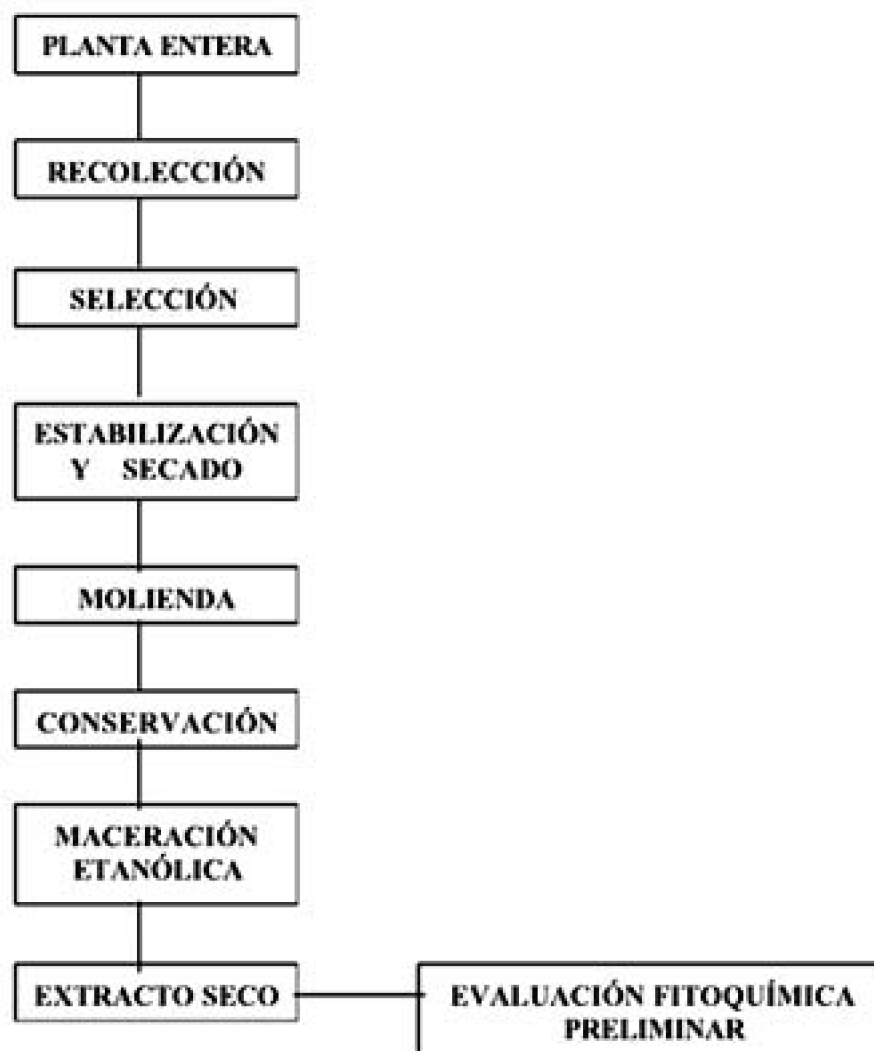 PLANTA ENTERA
RECOLECCIÓN
SELECCIÓN
ESTABILIZACIÓN
Y SECADO
MOLIENDA
CONSERVACIÓN
MACERACIÓN
ETANÓLICA
EXTRACTO SECO
EVALUACIÓN FITOQUÍMICA
PRELIMINAR